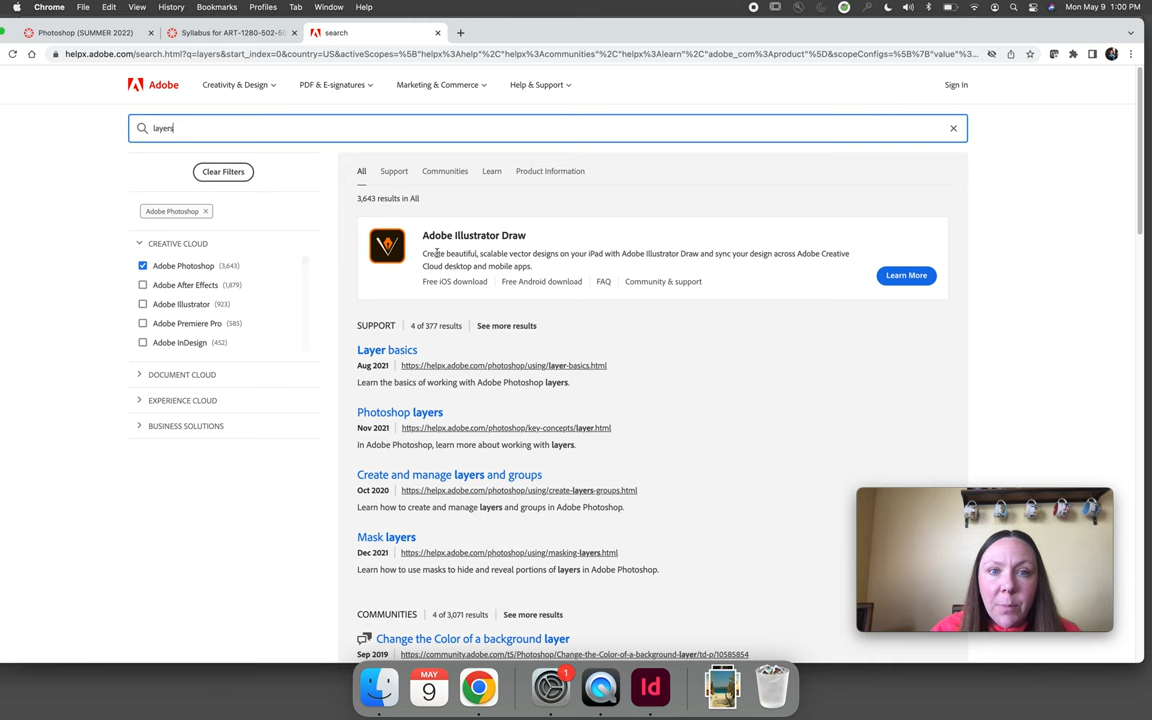 Chrome File Edit View History Bookmarks Profiles Tab Window Help Mon May 9 1:00 PM
Photoshop (SUMMER 2022) × Syllabus for ART-1280-502-5 × search × +
helpx.adobe.com/search.html?q=layers&start_index=0&country=US&activeScopes=%5B%7B"helpx%3Ahelp"%2C"helpx%3Acommunities"%2C"helpx%3Alearn"%2C"adobe_com%3Aproduct"%5D&scopeConfigs=%5B%7B"value"%3...
Adobe Creativity & Design PDF & E-signatures Marketing & Commerce Help & Support Sign In
layers
Clear Filters
All Support Communities Learn Product Information
3,643 results in All
Adobe Photoshop ×
CREATIVE CLOUD
Adobe Photoshop (3,643)
Adobe After Effects (1,879)
Adobe Illustrator (923)
Adobe Premiere Pro (585)
Adobe InDesign (452)
DOCUMENT CLOUD
EXPERIENCE CLOUD
BUSINESS SOLUTIONS
Adobe Illustrator Draw
Create beautiful, scalable vector designs on your iPad with Adobe Illustrator Draw and sync your design across Adobe Creative
Cloud desktop and mobile apps.
Learn More
Free iOS download Free Android download FAQ Community & support
SUPPORT 4 of 377 results See more results
Layer basics
Aug 2021 https://helpx.adobe.com/photoshop/using/layer-basics.html
Learn the basics of working with Adobe Photoshop layers.
Photoshop layers
Nov 2021 https://helpx.adobe.com/photoshop/key-concepts/layer.html
In Adobe Photoshop, learn more about working with layers.
Create and manage layers and groups
Oct 2020 https://helpx.adobe.com/photoshop/using/create-layers-groups.html
Learn how to create and manage layers and groups in Adobe Photoshop.
Mask layers
Dec 2021 https://helpx.adobe.com/photoshop/using/masking-layers.html
Learn how to use masks to hide and reveal portions of layers in Adobe Photoshop.
COMMUNITIES 4 of 3,071 results See more results
Change the Color of a background layer
Sep 2019 https://community.adobe.com/t5/Photoshop/Change-the-Color-of-a-background-layer/td-p/10585854
MAY
9
1
Id